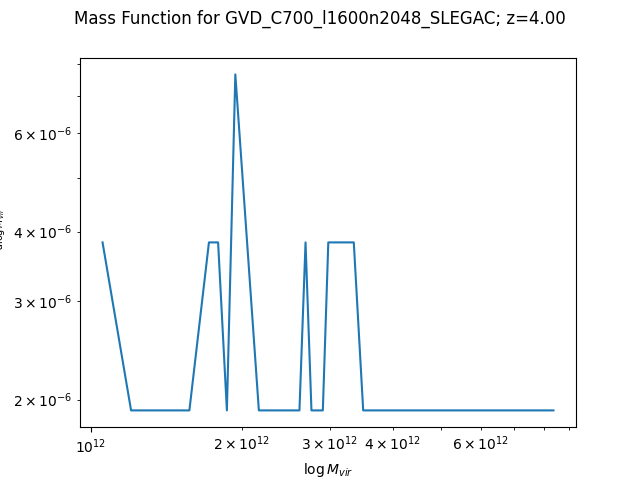 Mass Function for GVD_C700_l1600n2048_SLEGAC; z=4.00
6 × 10⁻⁶
4 × 10⁻⁶
3 × 10⁻⁶
2 × 10⁻⁶
10¹² 2 × 10¹² 3 × 10¹² 4 × 10¹² 6 × 10¹²
log M_vir